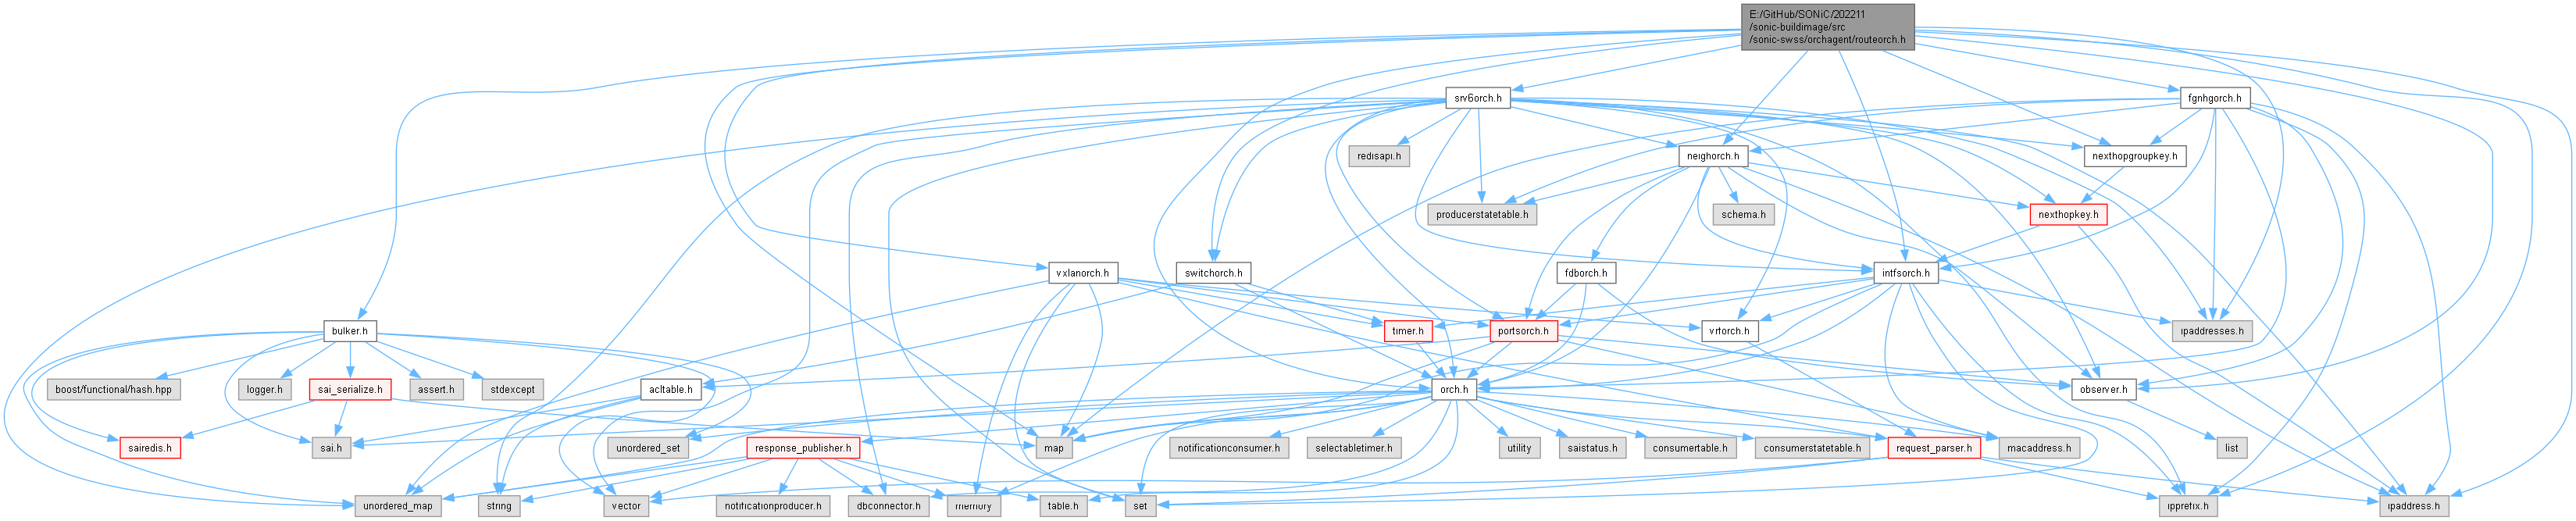 E:/GitHub/SONiC/202211
/sonic-buildimage/src
/sonic-swss/orchagent/routeorch.h
srv6orch.h
fgnhgorch.h
redisapi.h
neighorch.h
nexthopgroupkey.h
producerstatetable.h
schema.h
nexthopkey.h
vxlanorch.h
switchorch.h
fdborch.h
intfsorch.h
bulker.h
timer.h
portsorch.h
vrforch.h
ipaddresses.h
boost/functional/hash.hpp
logger.h
sai_serialize.h
assert.h
stdexcept
acltable.h
orch.h
observer.h
sairedis.h
sai.h
unordered_set
response_publisher.h
map
notificationconsumer.h
selectabletimer.h
utility
saistatus.h
consumertable.h
consumerstatetable.h
request_parser.h
macaddress.h
list
unordered_map
string
vector
notificationproducer.h
dbconnector.h
memory
table.h
set
ipprefix.h
ipaddress.h